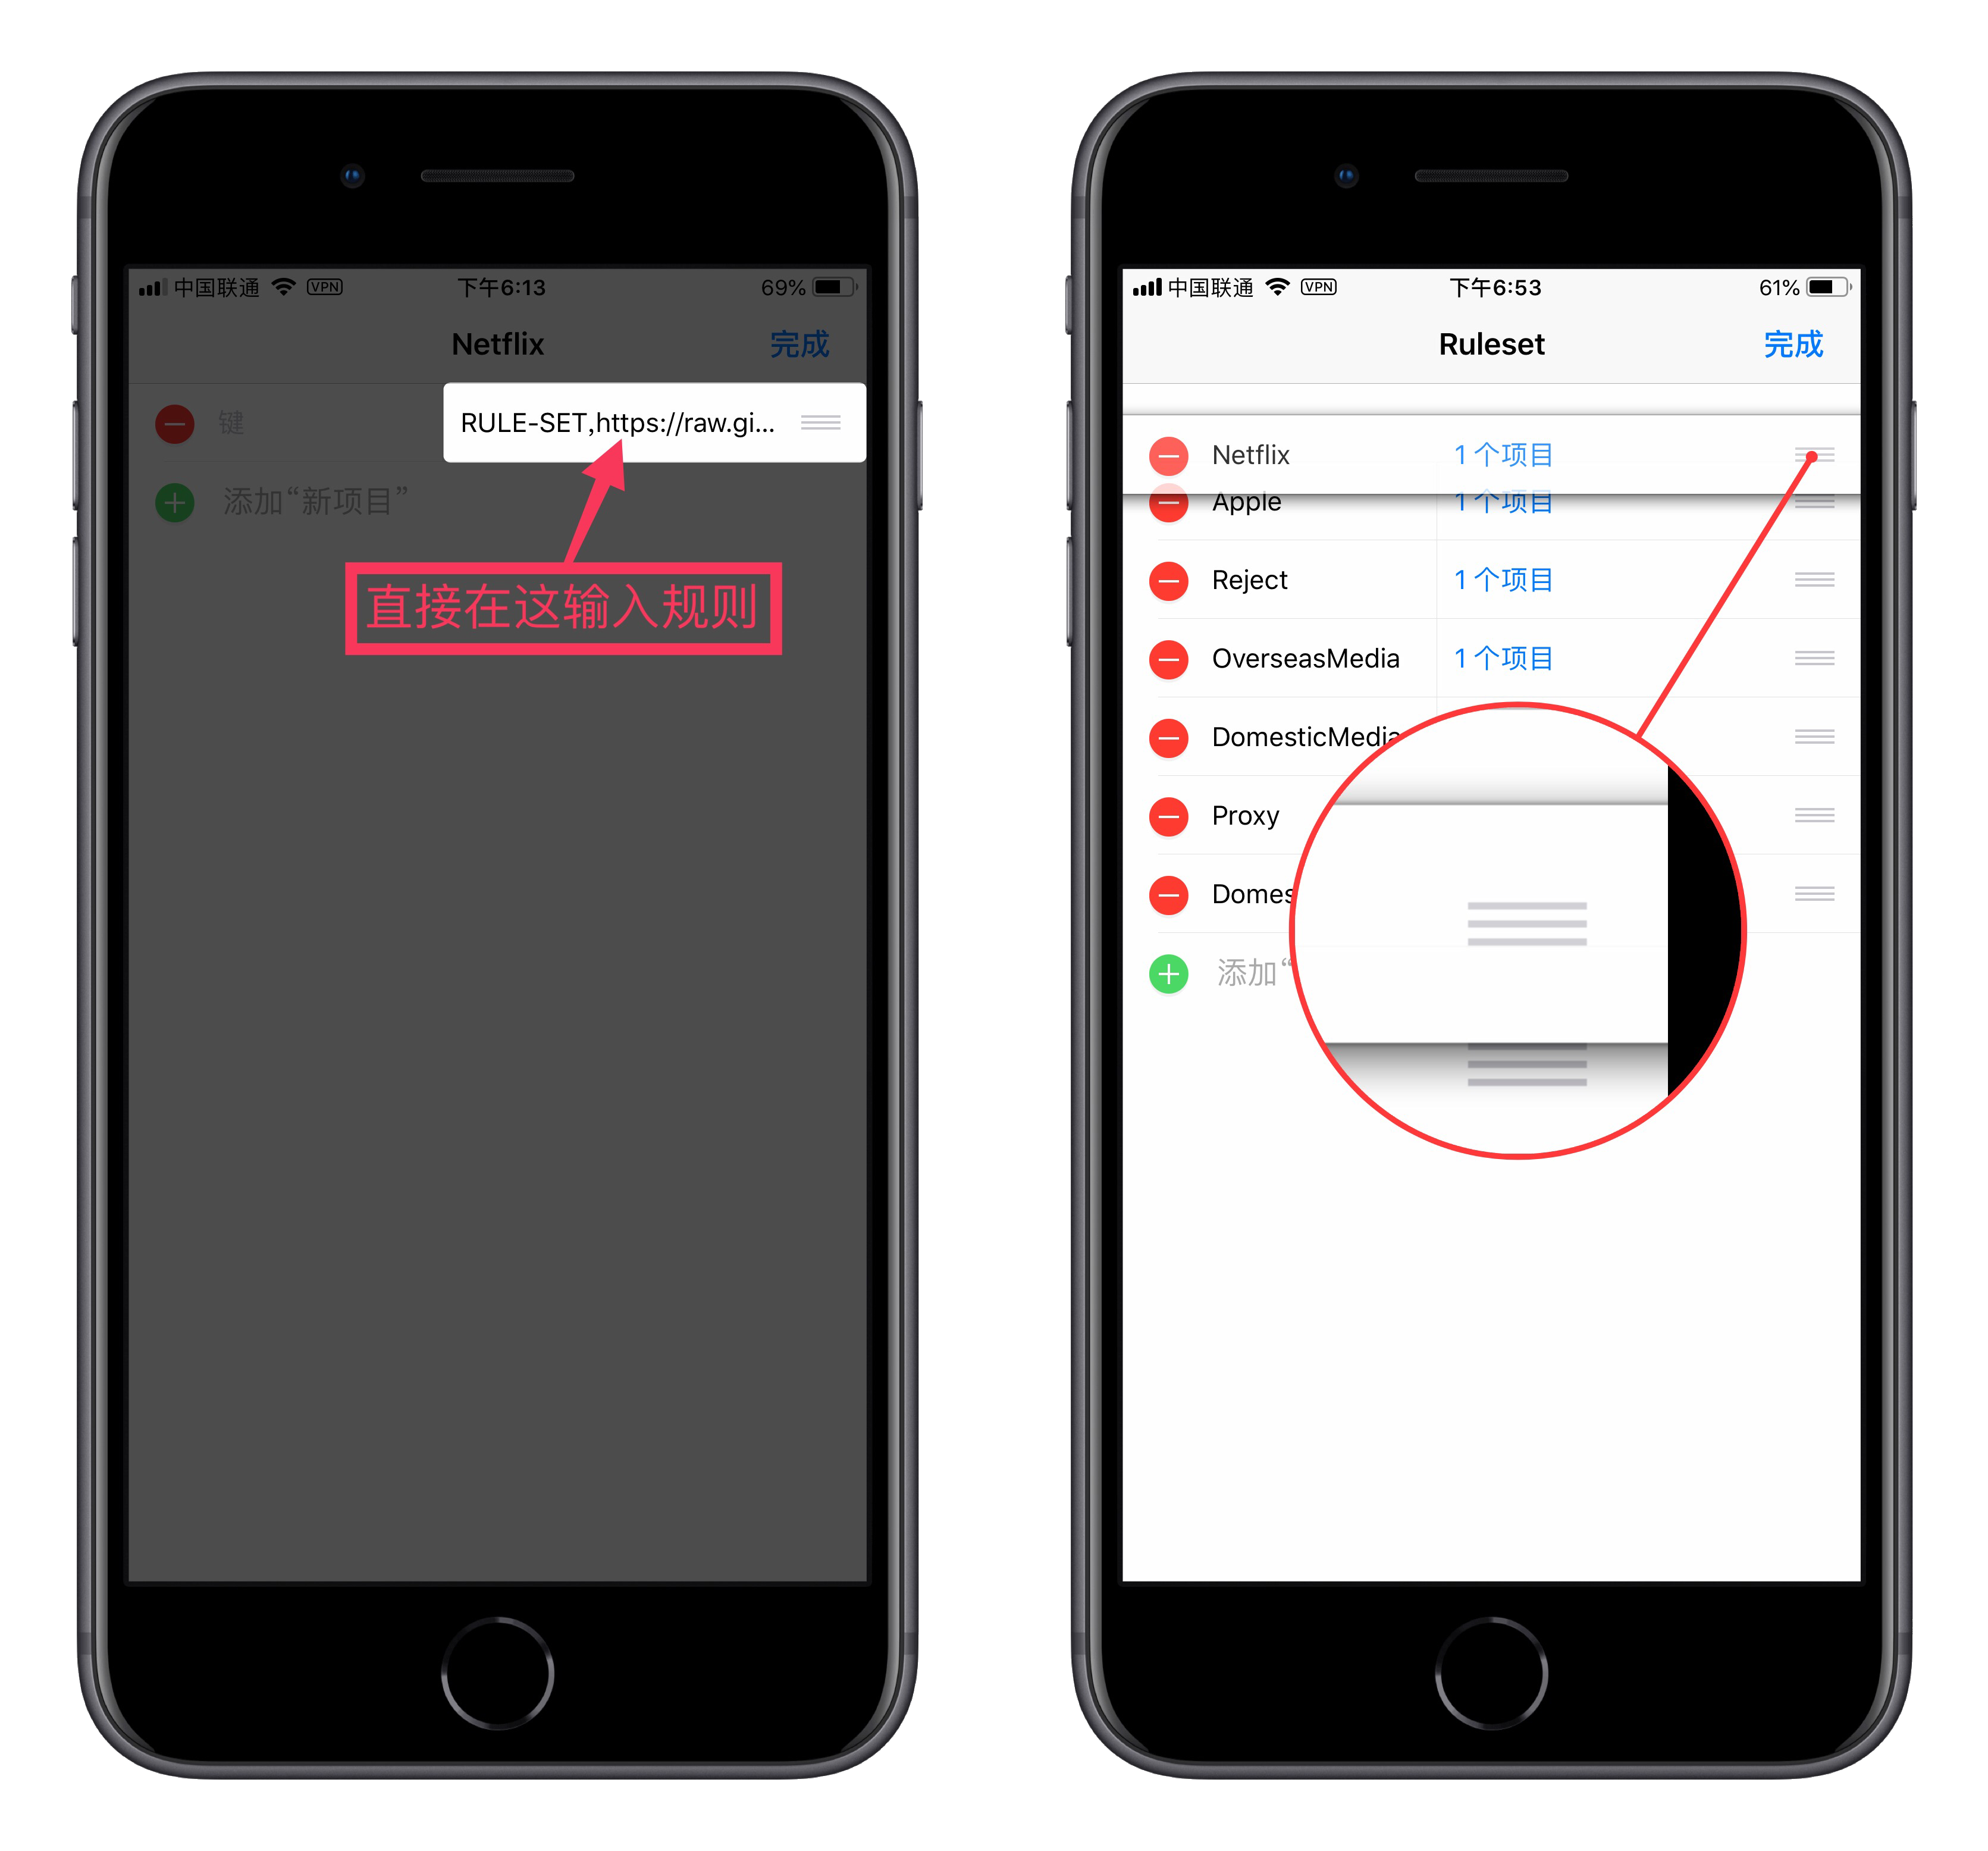 中国联通 VPN 下午6:13 69%
Netflix 完成
键 RULE-SET,https://raw.gi...
添加“新项目”
直接在这输入规则
中国联通 VPN 下午6:53 61%
Ruleset 完成
Netflix 1 个项目
Apple 1 个项目
Reject 1 个项目
OverseasMedia 1 个项目
DomesticMedia
Proxy
Domes
添加“